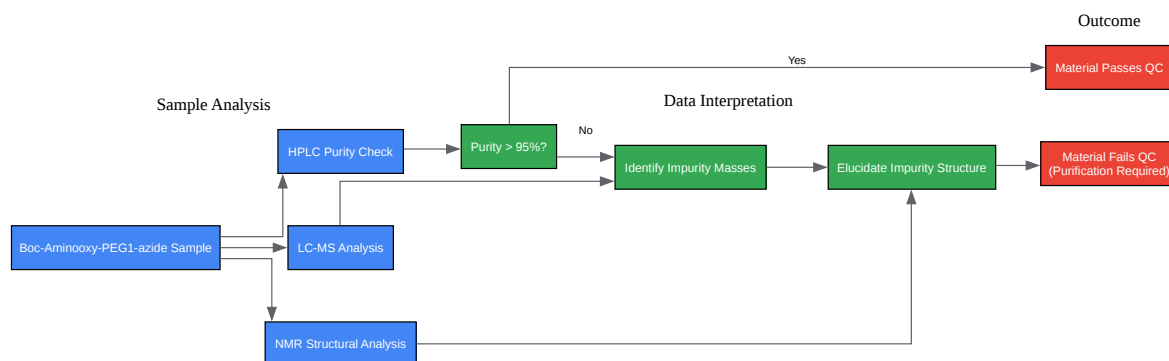 Outcome
Yes
Material Passes QC
Sample Analysis
Data Interpretation
HPLC Purity Check
Purity > 95%?
No
Identify Impurity Masses
Elucidate Impurity Structure
Material Fails QC
(Purification Required)
Boc-Aminooxy-PEG1-azide Sample
LC-MS Analysis
NMR Structural Analysis